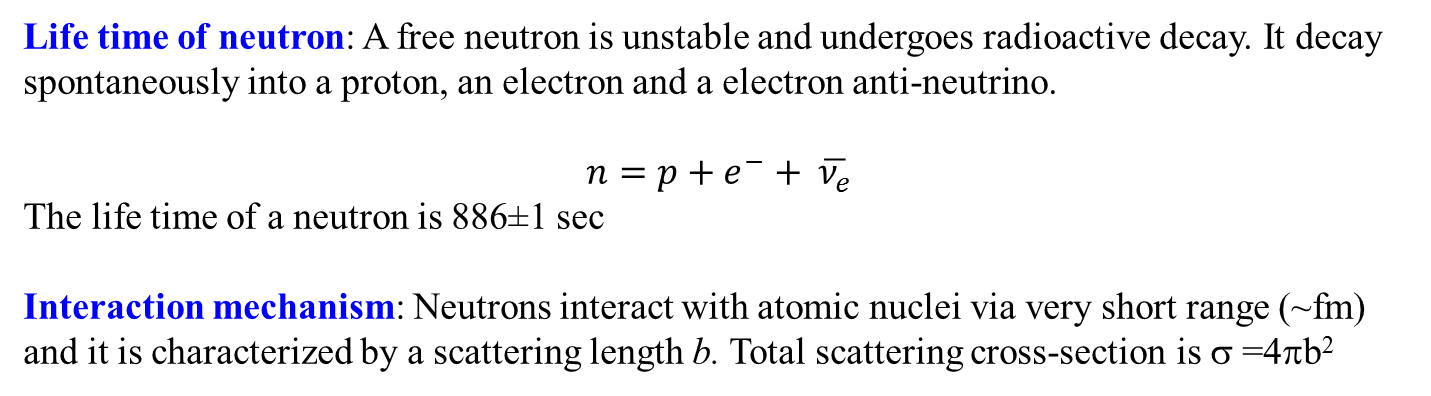 Life time of neutron: A free neutron is unstable and undergoes radioactive decay. It decay
spontaneously into a proton, an electron and a electron anti-neutrino.
n = p + e⁻ + ν̅ₑ
The life time of a neutron is 886±1 sec
Interaction mechanism: Neutrons interact with atomic nuclei via very short range (~fm)
and it is characterized by a scattering length b. Total scattering cross-section is σ =4πb²